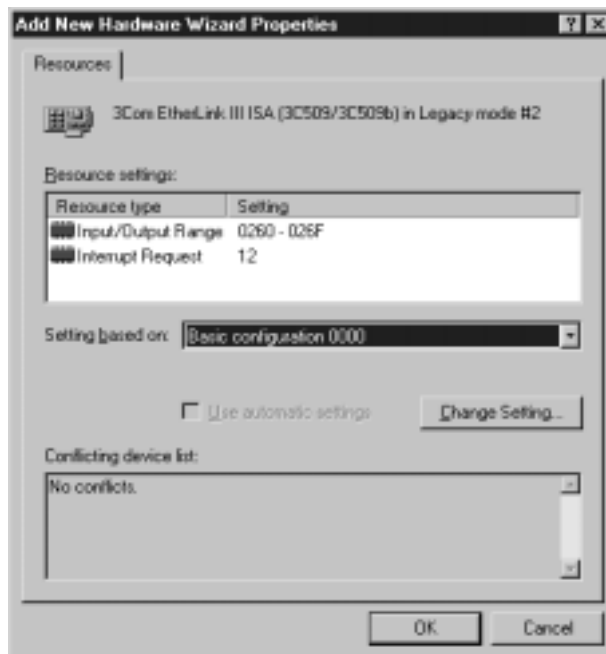 Add New Hardware Wizard Properties
Resources
3Com EtherLink III ISA (3C509/3C509b) in Legacy mode #2
Resource settings:
Resource type Setting
Input/Output Range 0260 - 026F
Interrupt Request 12
Setting based on: Basic configuration 0000
Use automatic settings Change Setting...
Conflicting device list:
No conflicts.
OK Cancel